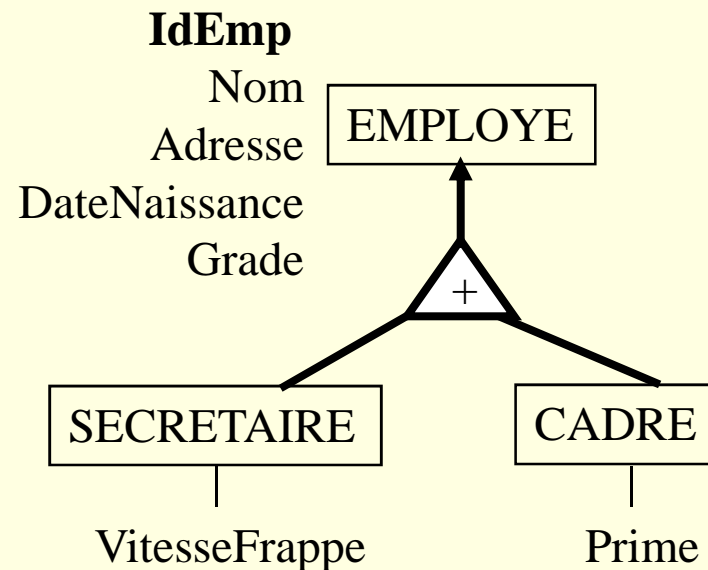 IdEmp
Nom
Adresse
DateNaissance
Grade
EMPLOYE
+
SECRETAIRE
CADRE
VitesseFrappe
Prime